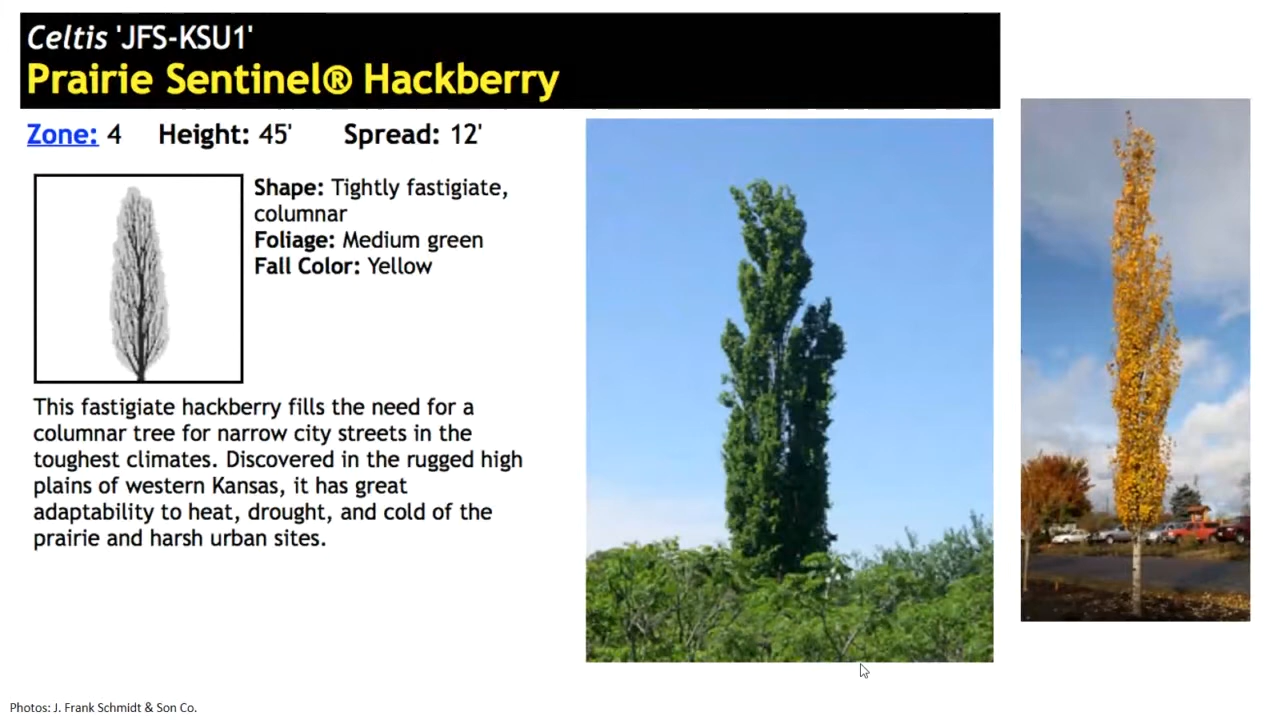 Celtis 'JFS-KSU1'
Prairie Sentinel® Hackberry
Zone: 4 Height: 45' Spread: 12'
Shape: Tightly fastigiate,
columnar
Foliage: Medium green
Fall Color: Yellow
This fastigiate hackberry fills the need for a
columnar tree for narrow city streets in the
toughest climates. Discovered in the rugged high
plains of western Kansas, it has great
adaptability to heat, drought, and cold of the
prairie and harsh urban sites.
Photos: J. Frank Schmidt & Son Co.